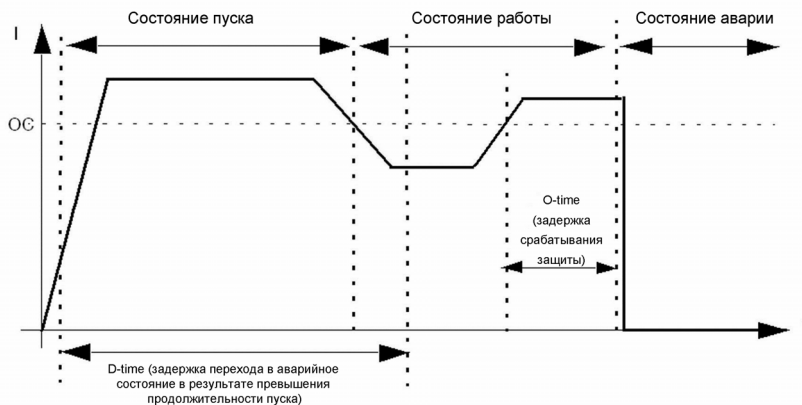 Состояние пуска
Состояние работы
Состояние аварии
I
OC
O-time
(задержка
срабатывания
защиты)
D-time (задержка перехода в аварийное
состояние в результате превышения
продолжительности пуска)